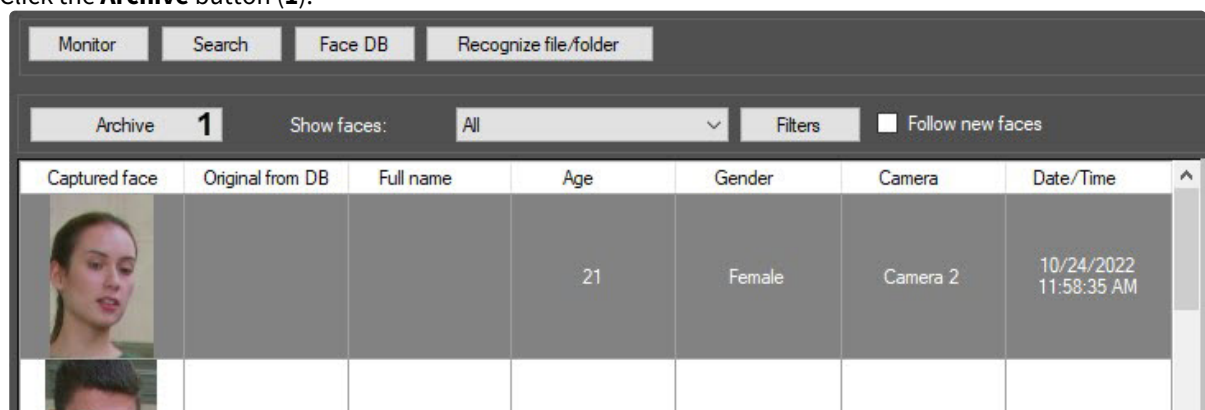 Click the Archive button (1).
Monitor Search Face DB Recognize file/folder
Archive 1 Show faces: All Filters Follow new faces
Captured face Original from DB Full name Age Gender Camera Date/Time
21 Female Camera 2 10/24/2022
11:58:35 AM